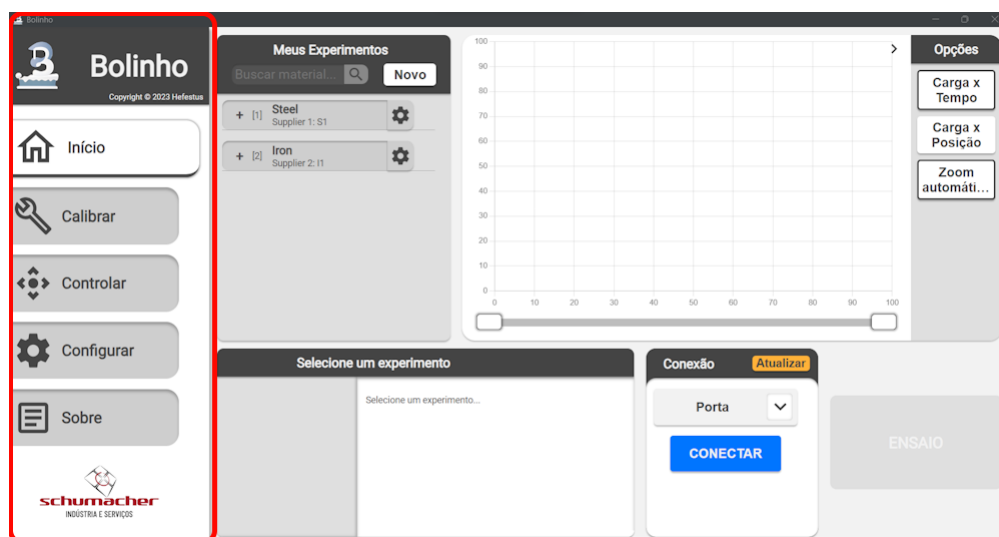 Bolinho
Bolinho
Copyright © 2023 Hefestus
Início
Calibrar
Controlar
Configurar
Sobre
schumacher
INDÚSTRIA E SERVIÇOS
Meus Experimentos
Buscar material...
Novo
+ [1] Steel
Supplier 1: S1
+ [2] Iron
Supplier 2: I1
100
90
80
70
60
50
40
30
20
10
0
0 10 20 30 40 50 60 70 80 90 100
Opções
Carga x
Tempo
Carga x
Posição
Zoom
automáti...
Selecione um experimento
Selecione um experimento...
Conexão
Atualizar
Porta
CONECTAR
ENSAIO